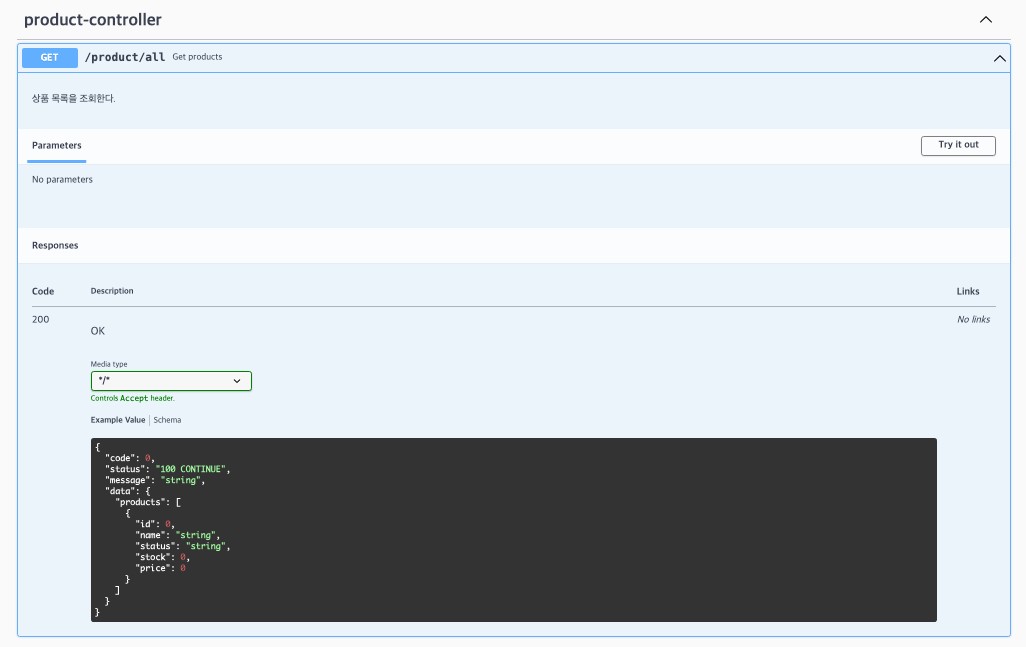 product-controller
GET /product/all Get products
상품 목록을 조회한다.
Parameters Try it out
No parameters
Responses
Code Description Links
200 No links
OK
Media type
*/*
Controls Accept header.
Example Value Schema
{
  "code": 0,
  "status": "100 CONTINUE",
  "message": "string",
  "data": {
    "products": [
      {
        "id": 0,
        "name": "string",
        "status": "string",
        "stock": 0,
        "price": 0
      }
    ]
  }
}